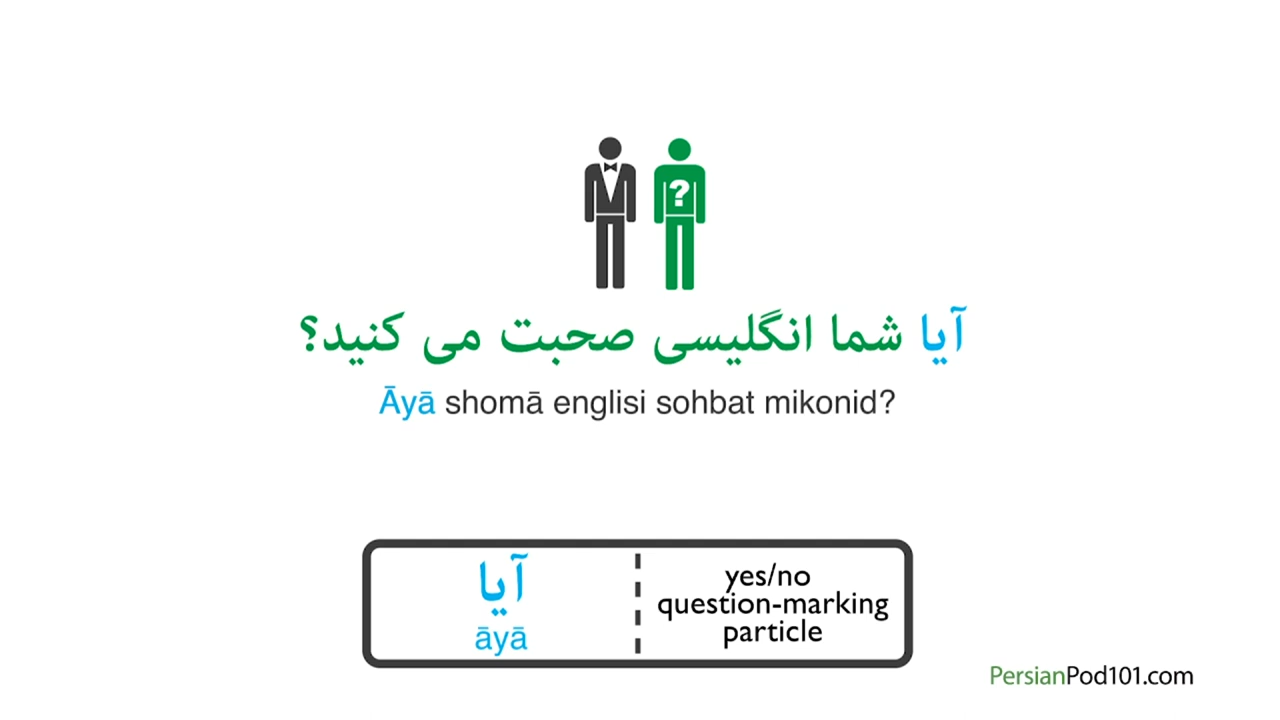 ?
آیا شما انگلیسی صحبت می کنید؟
Āyā shomā englisi sohbat mikonid?
آیا
āyā
yes/no
question-marking
particle
PersianPod101.com